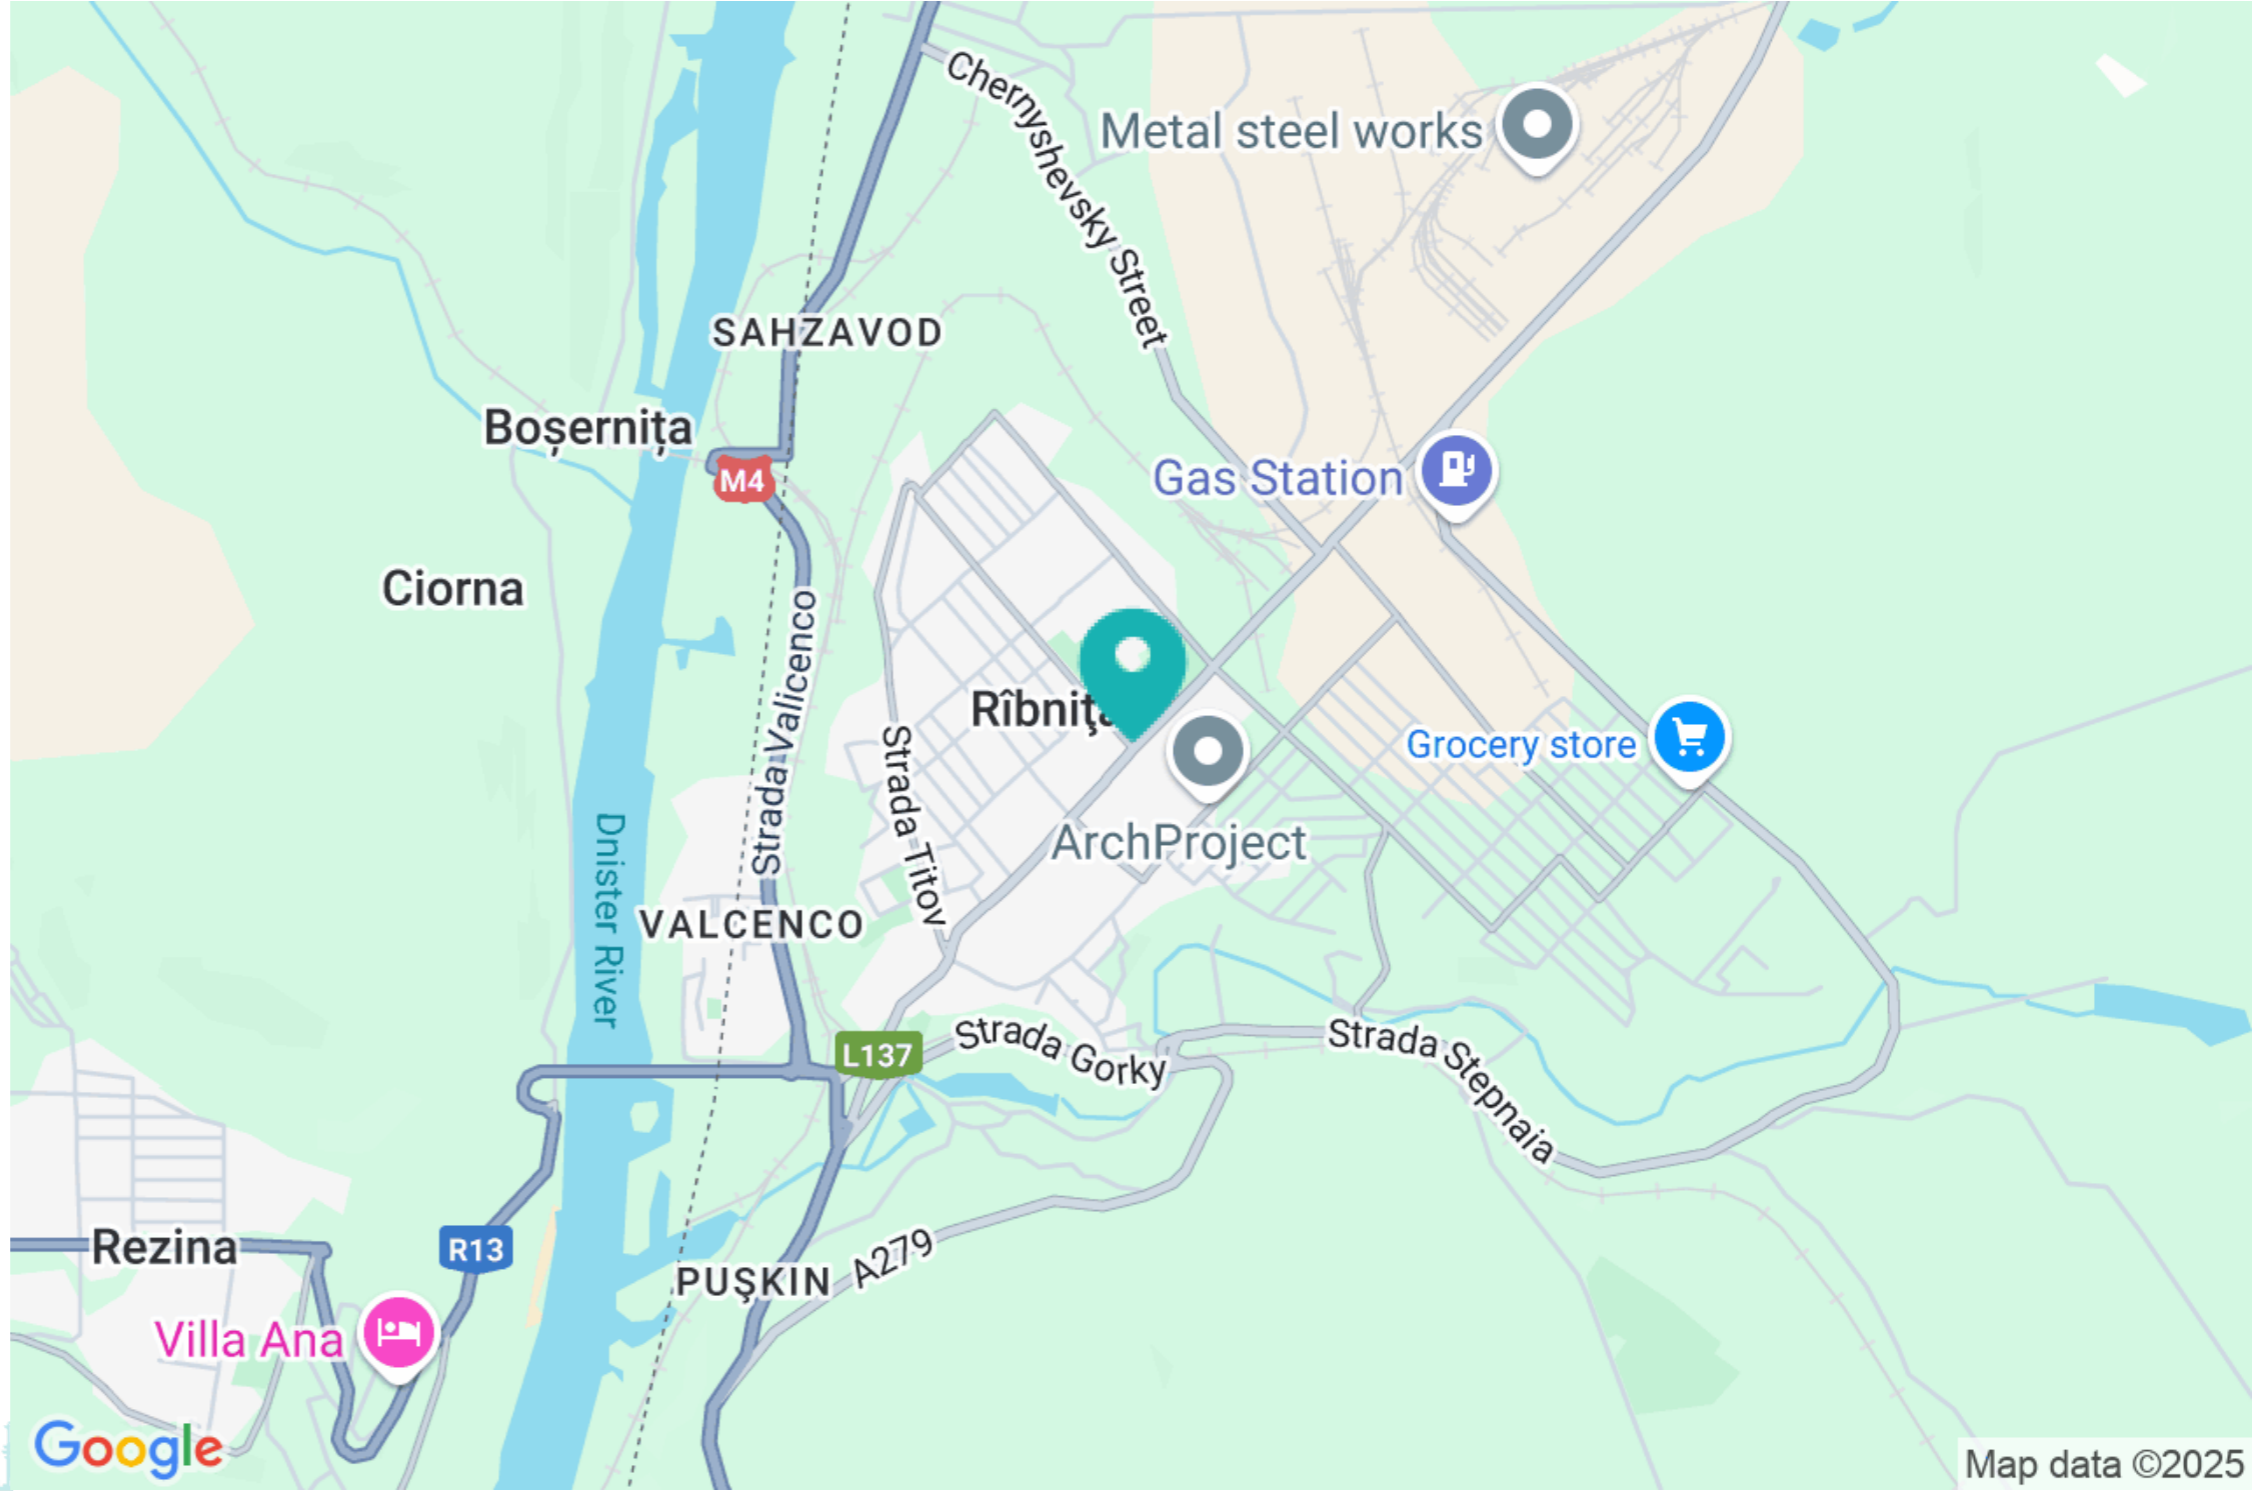 Chernyshevsky Street
Metal steel works
SAHZAVOD
Boșernița
M4
Gas Station
Ciorna
Strada Valicenco
Rîbniţa
Strada Titov
Grocery store
ArchProject
Dnister River
VALCENCO
L137
Strada Gorky
Strada Stepnaia
Rezina
R13
PUŞKIN
A279
Villa Ana
Google
Map data ©2025